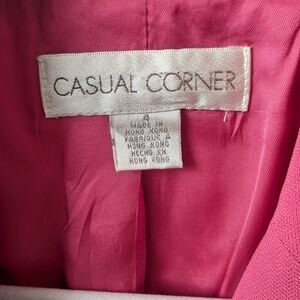 CASUAL CORNER
4
MADE IN
HONG KONG
FABRIQUE A
HONG KONG
HECHO EN
HONG KONG